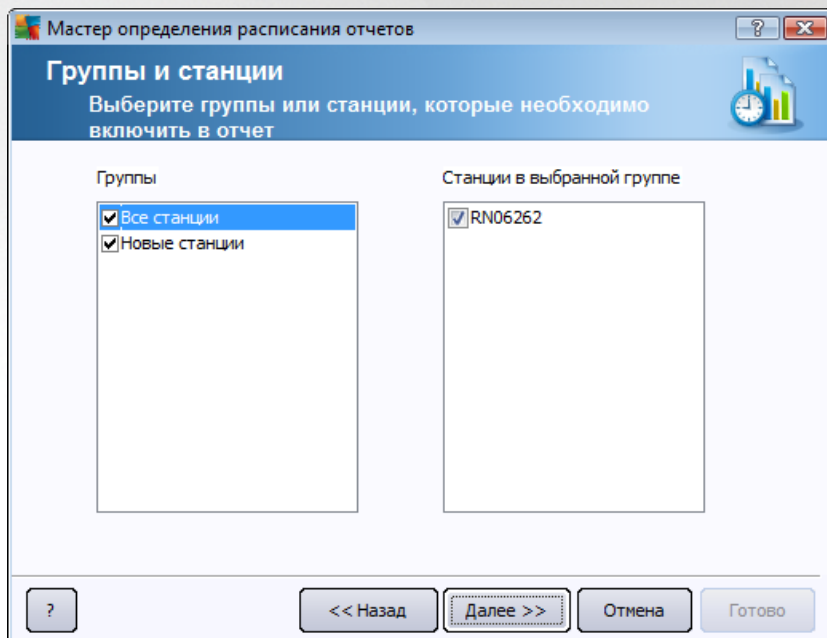 Мастер определения расписания отчетов
?
Группы и станции
Выберите группы или станции, которые необходимо
включить в отчет
Группы
Станции в выбранной группе
Все станции
RN06262
Новые станции
?
<< Назад
Далее >>
Отмена
Готово